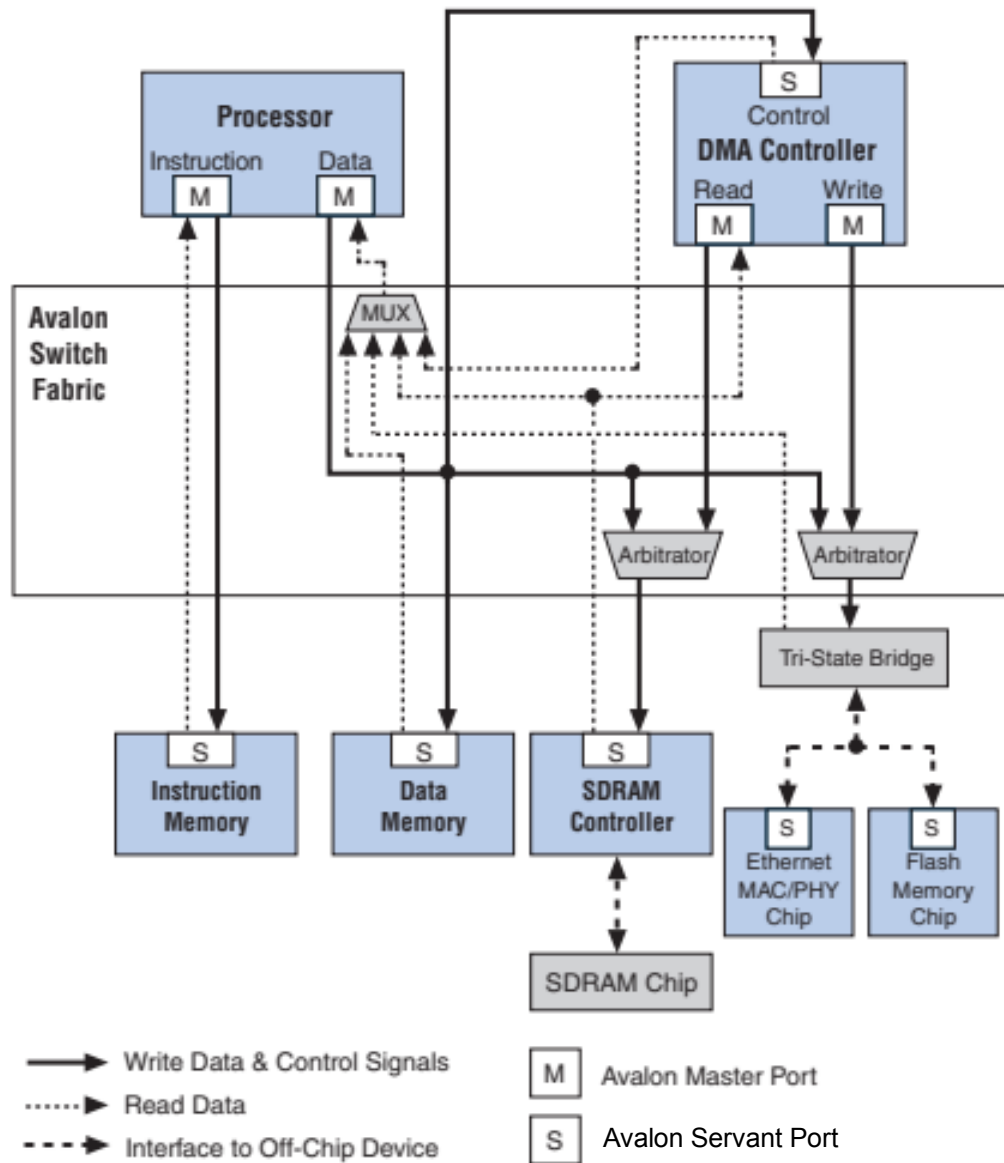 S
Control
DMA Controller
Read
Write
M
M
Processor
Instruction
Data
M
M
Avalon
Switch
Fabric
MUX
Arbitrator
Arbitrator
Tri-State Bridge
S
Instruction
Memory
S
Data
Memory
S
SDRAM
Controller
S
Ethernet
MAC/PHY
Chip
S
Flash
Memory
Chip
SDRAM Chip
Write Data & Control Signals
Read Data
Interface to Off-Chip Device
M
Avalon Master Port
S
Avalon Servant Port